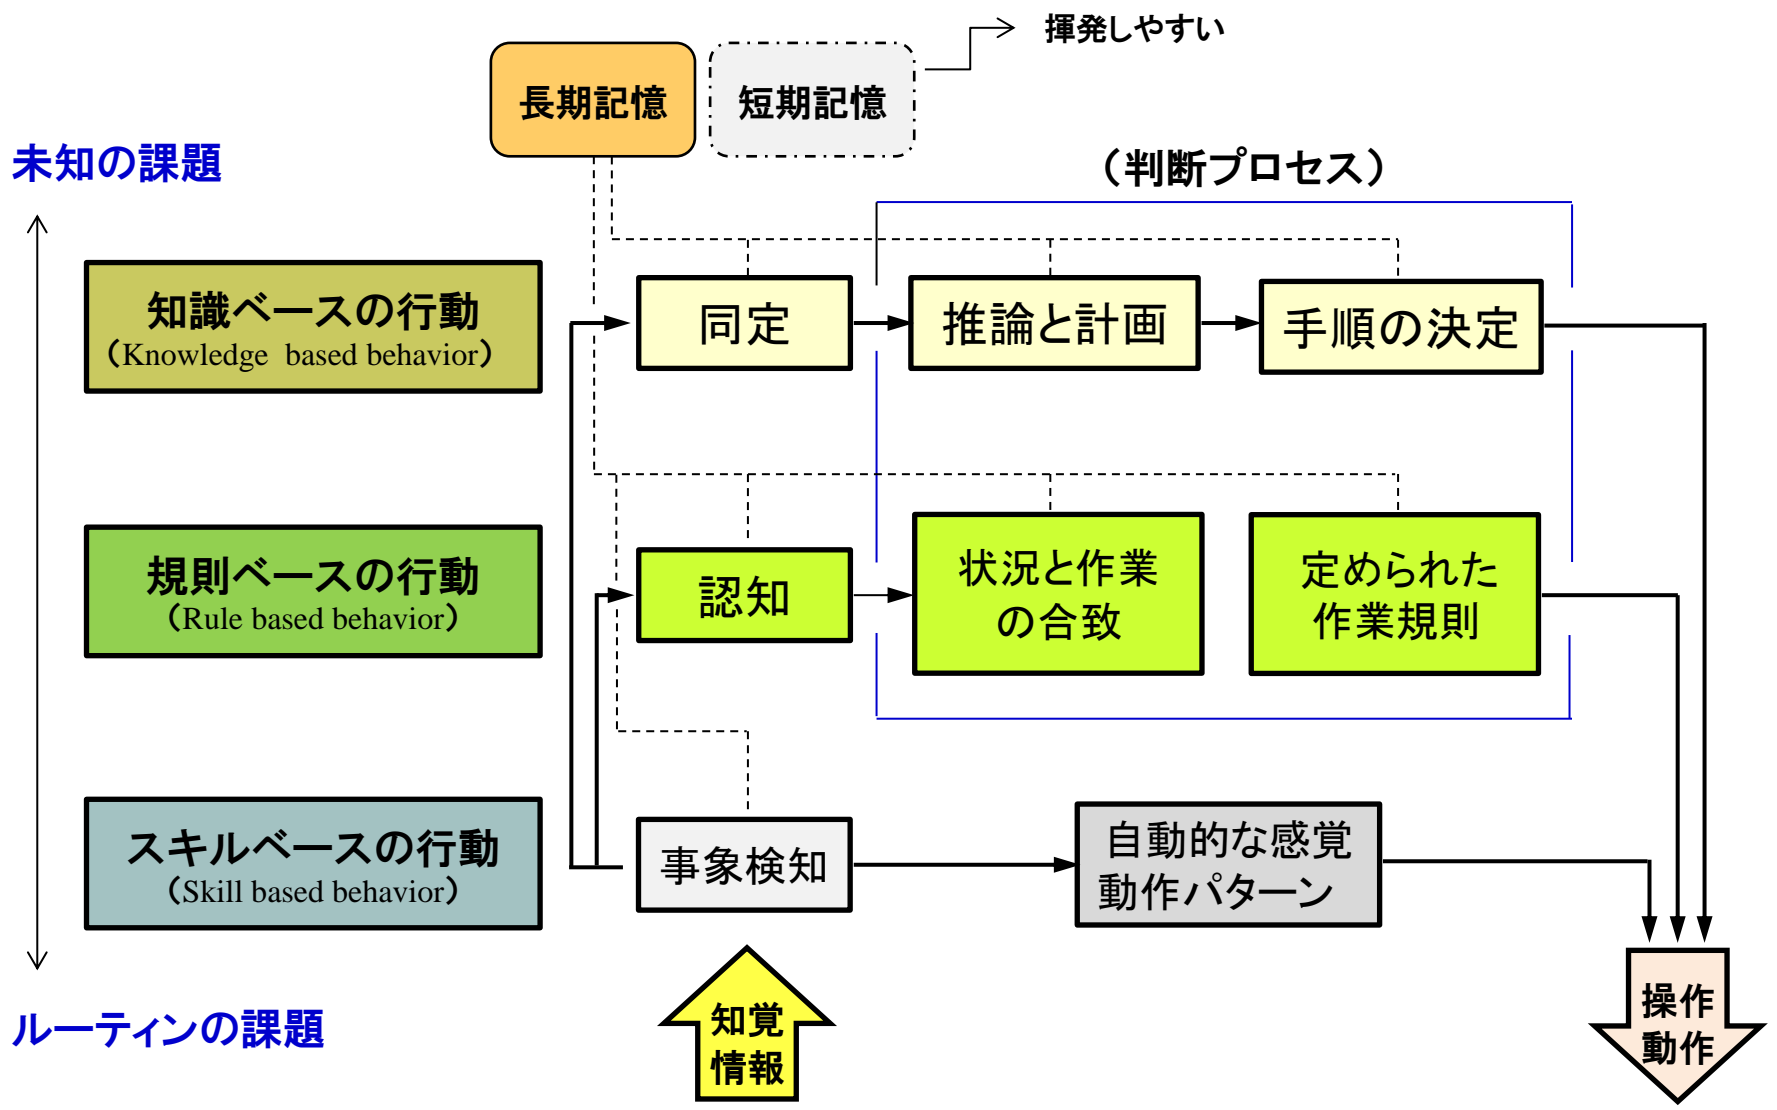 揮発しやすい
長期記憶
短期記憶
未知の課題
（判断プロセス）
知識ベースの行動
（Knowledge based behavior）
同定
推論と計画
手順の決定
規則ベースの行動
（Rule based behavior）
認知
状況と作業
の合致
定められた
作業規則
スキルベースの行動
（Skill based behavior）
事象検知
自動的な感覚
動作パターン
ルーティンの課題
知覚
情報
操作
動作